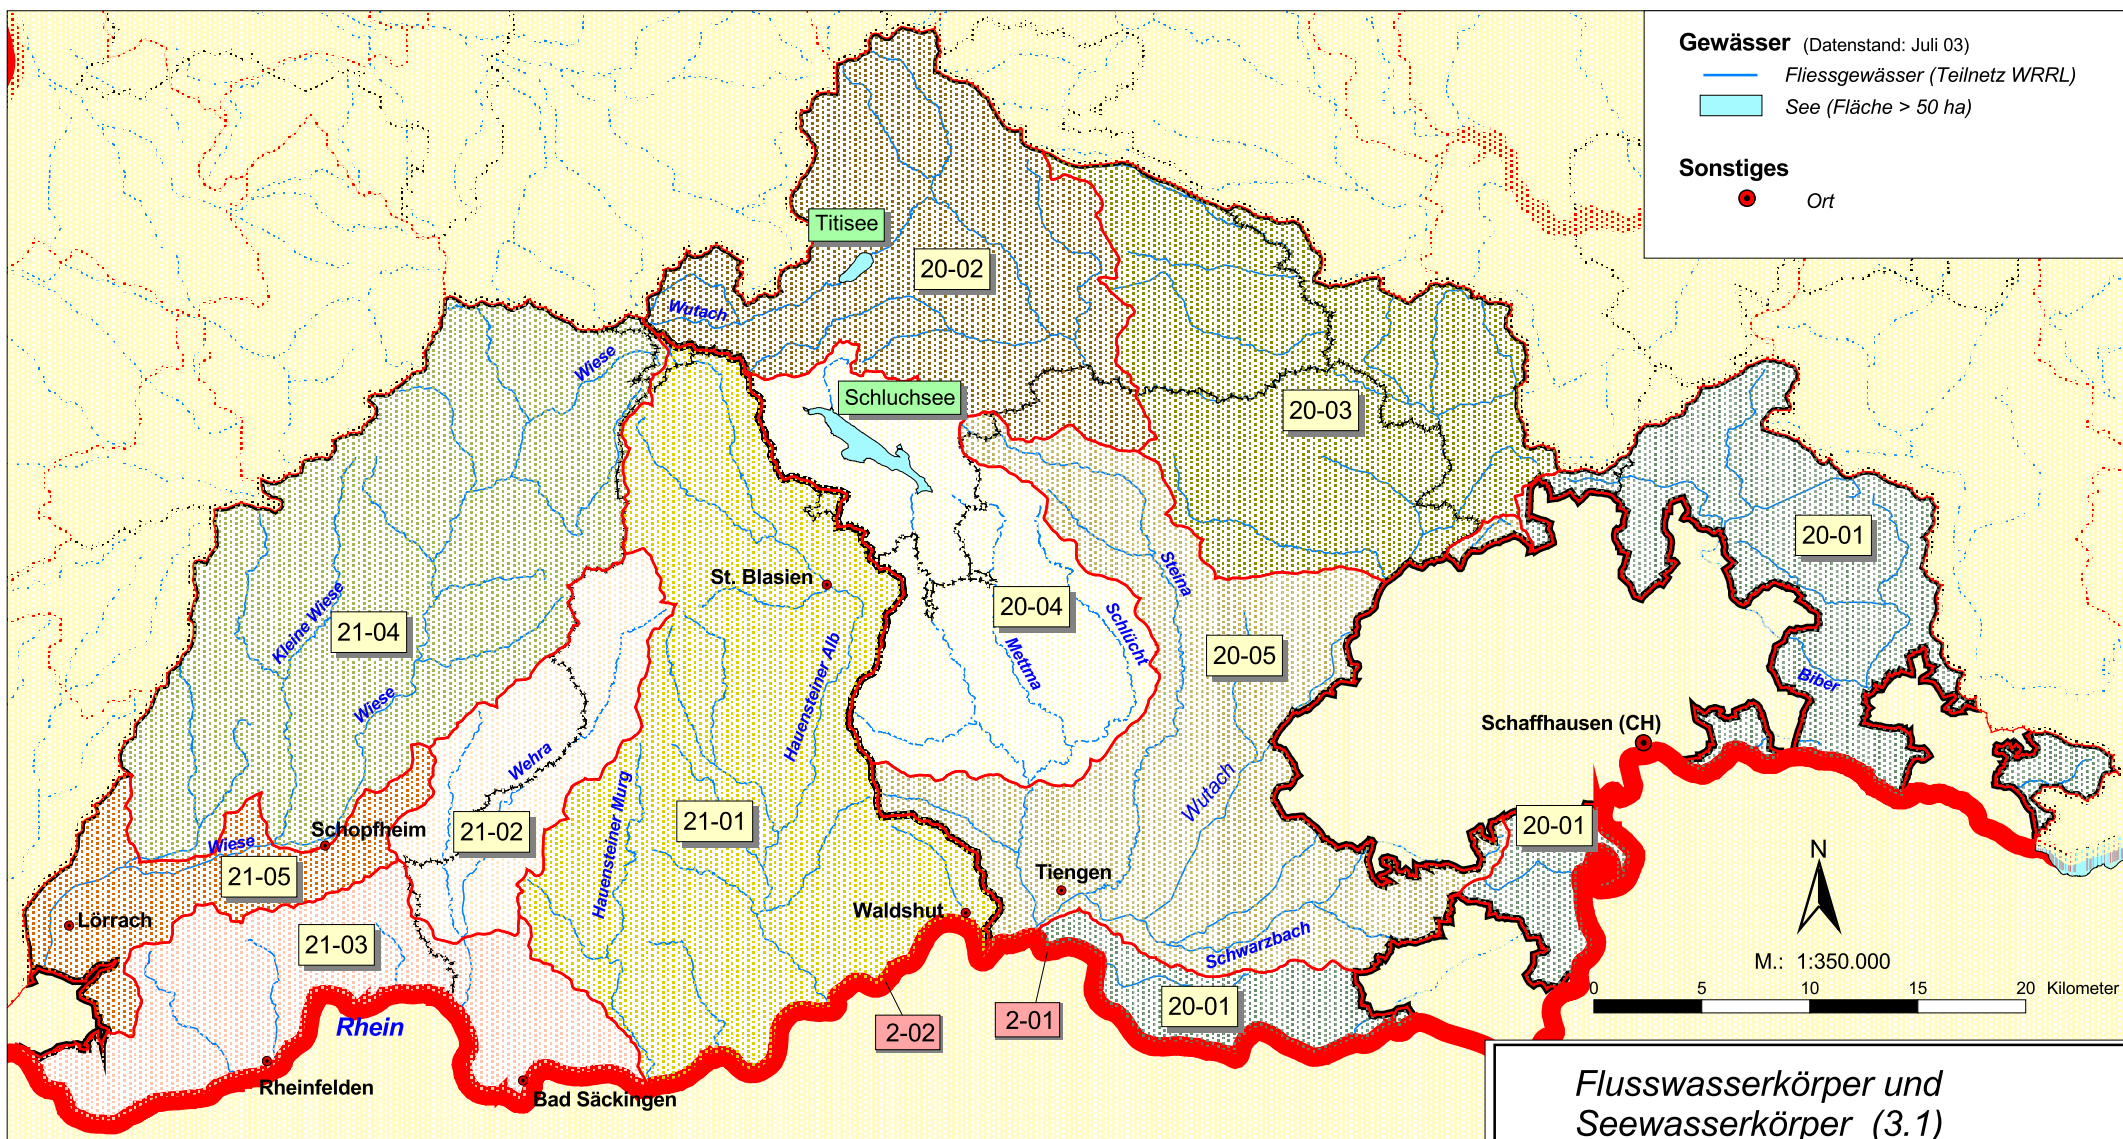 Gewässer (Datenstand: Juli 03)
Fliessgewässer (Teilnetz WRRL)
See (Fläche > 50 ha)
Sonstiges
Ort
Titisee
20-02
Wutach
Wiese
Schluchsee
20-03
20-01
St. Blasien
Steina
20-04
Schlücht
Kleine Wiese
21-04
Mettma
20-05
Hauensteiner Alb
Biber
Wiese
Schaffhausen (CH)
Wehra
Wutach
Hauensteiner Murg
21-01
20-01
Schopfheim
21-02
Wiese
21-05
Tiengen
N
Lörrach
Waldshut
21-03
Schwarzbach
M.: 1:350.000
0 5 10 15 20 Kilometer
20-01
Rhein
2-02
2-01
Rheinfelden
Bad Säckingen
Flusswasserkörper und
Seewasserkörper (3.1)